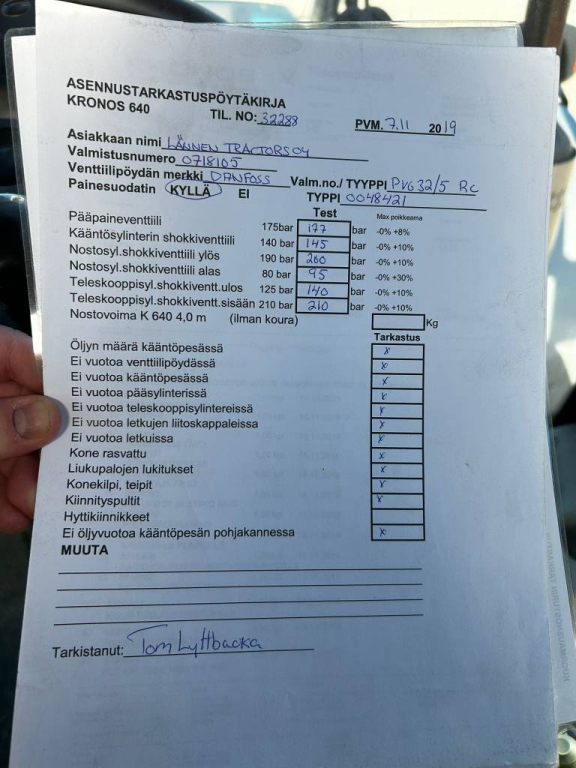 ASENNUSTARKASTUSPÖYTÄKIRJA
KRONOS 640 TIL. NO: 32288 PVM. 7.11 2019
Asiakkaan nimi LÄNNEN TRACTORS OY
Valmistusnumero 0718105
Venttiilipöydän merkki DANFOSS Valm.no./ TYYPPI PVG 32/5 RC
Painesuodatin KYLLÄ EI TYPPI 0048421
Test Max poikkeama
Pääpaineventtiili 175bar 177 bar -0% +8%
Kääntösylinterin shokkiventtiili 140 bar 145 bar -0% +10%
Nostosyl.shokkiventtiili ylös 190 bar 200 bar -0% +10%
Nostosyl.shokkiventtiili alas 80 bar 95 bar -0% +30%
Teleskooppisyl.shokkiventt.ulos 125 bar 140 bar -0% +10%
Teleskooppisyl.shokkiventt.sisään 210 bar 210 bar -0% +10%
Nostovoima K 640 4,0 m (ilman koura) Kg
Tarkastus
Öljyn määrä kääntöpesässä x
Ei vuotoa venttiilipöydässä x
Ei vuotoa kääntöpesässä x
Ei vuotoa pääsylinterissä x
Ei vuotoa teleskooppisylintereissä x
Ei vuotoa letkujen liitoskappaleissa x
Ei vuotoa letkuissa x
Kone rasvattu x
Liukupalojen lukitukset x
Konekilpi, teipit x
Kiinnityspultit x
Hyttikiinnikkeet
Ei öljyvuotoa kääntöpesän pohjakannessa x
MUUTA
Tarkistanut: Tom Lyttbacka